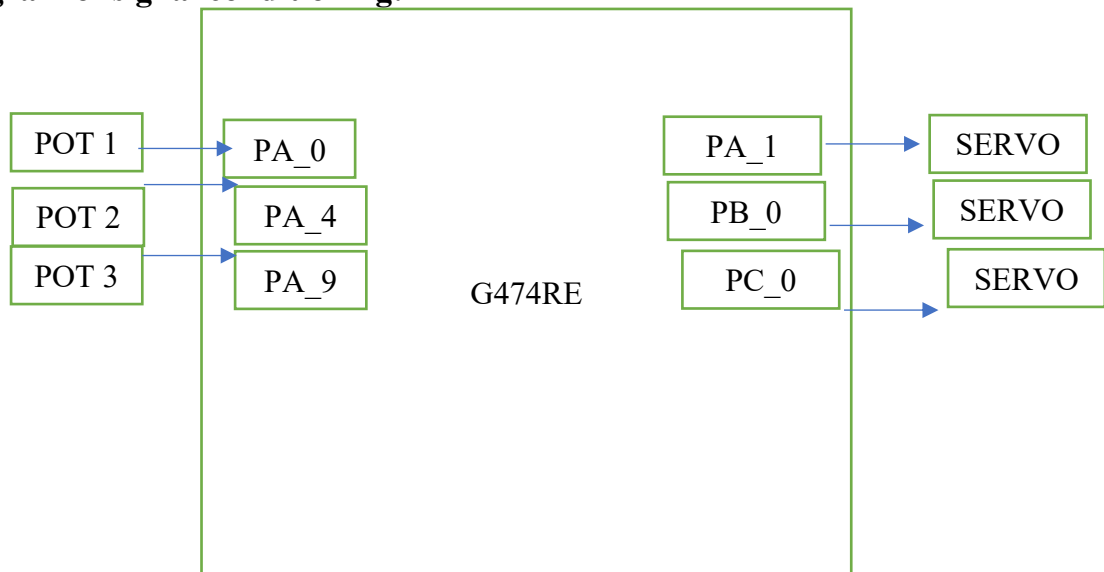 POT 1
PA_0
PA_1
SERVO
POT 2
PA_4
PB_0
SERVO
POT 3
PA_9
G474RE
PC_0
SERVO